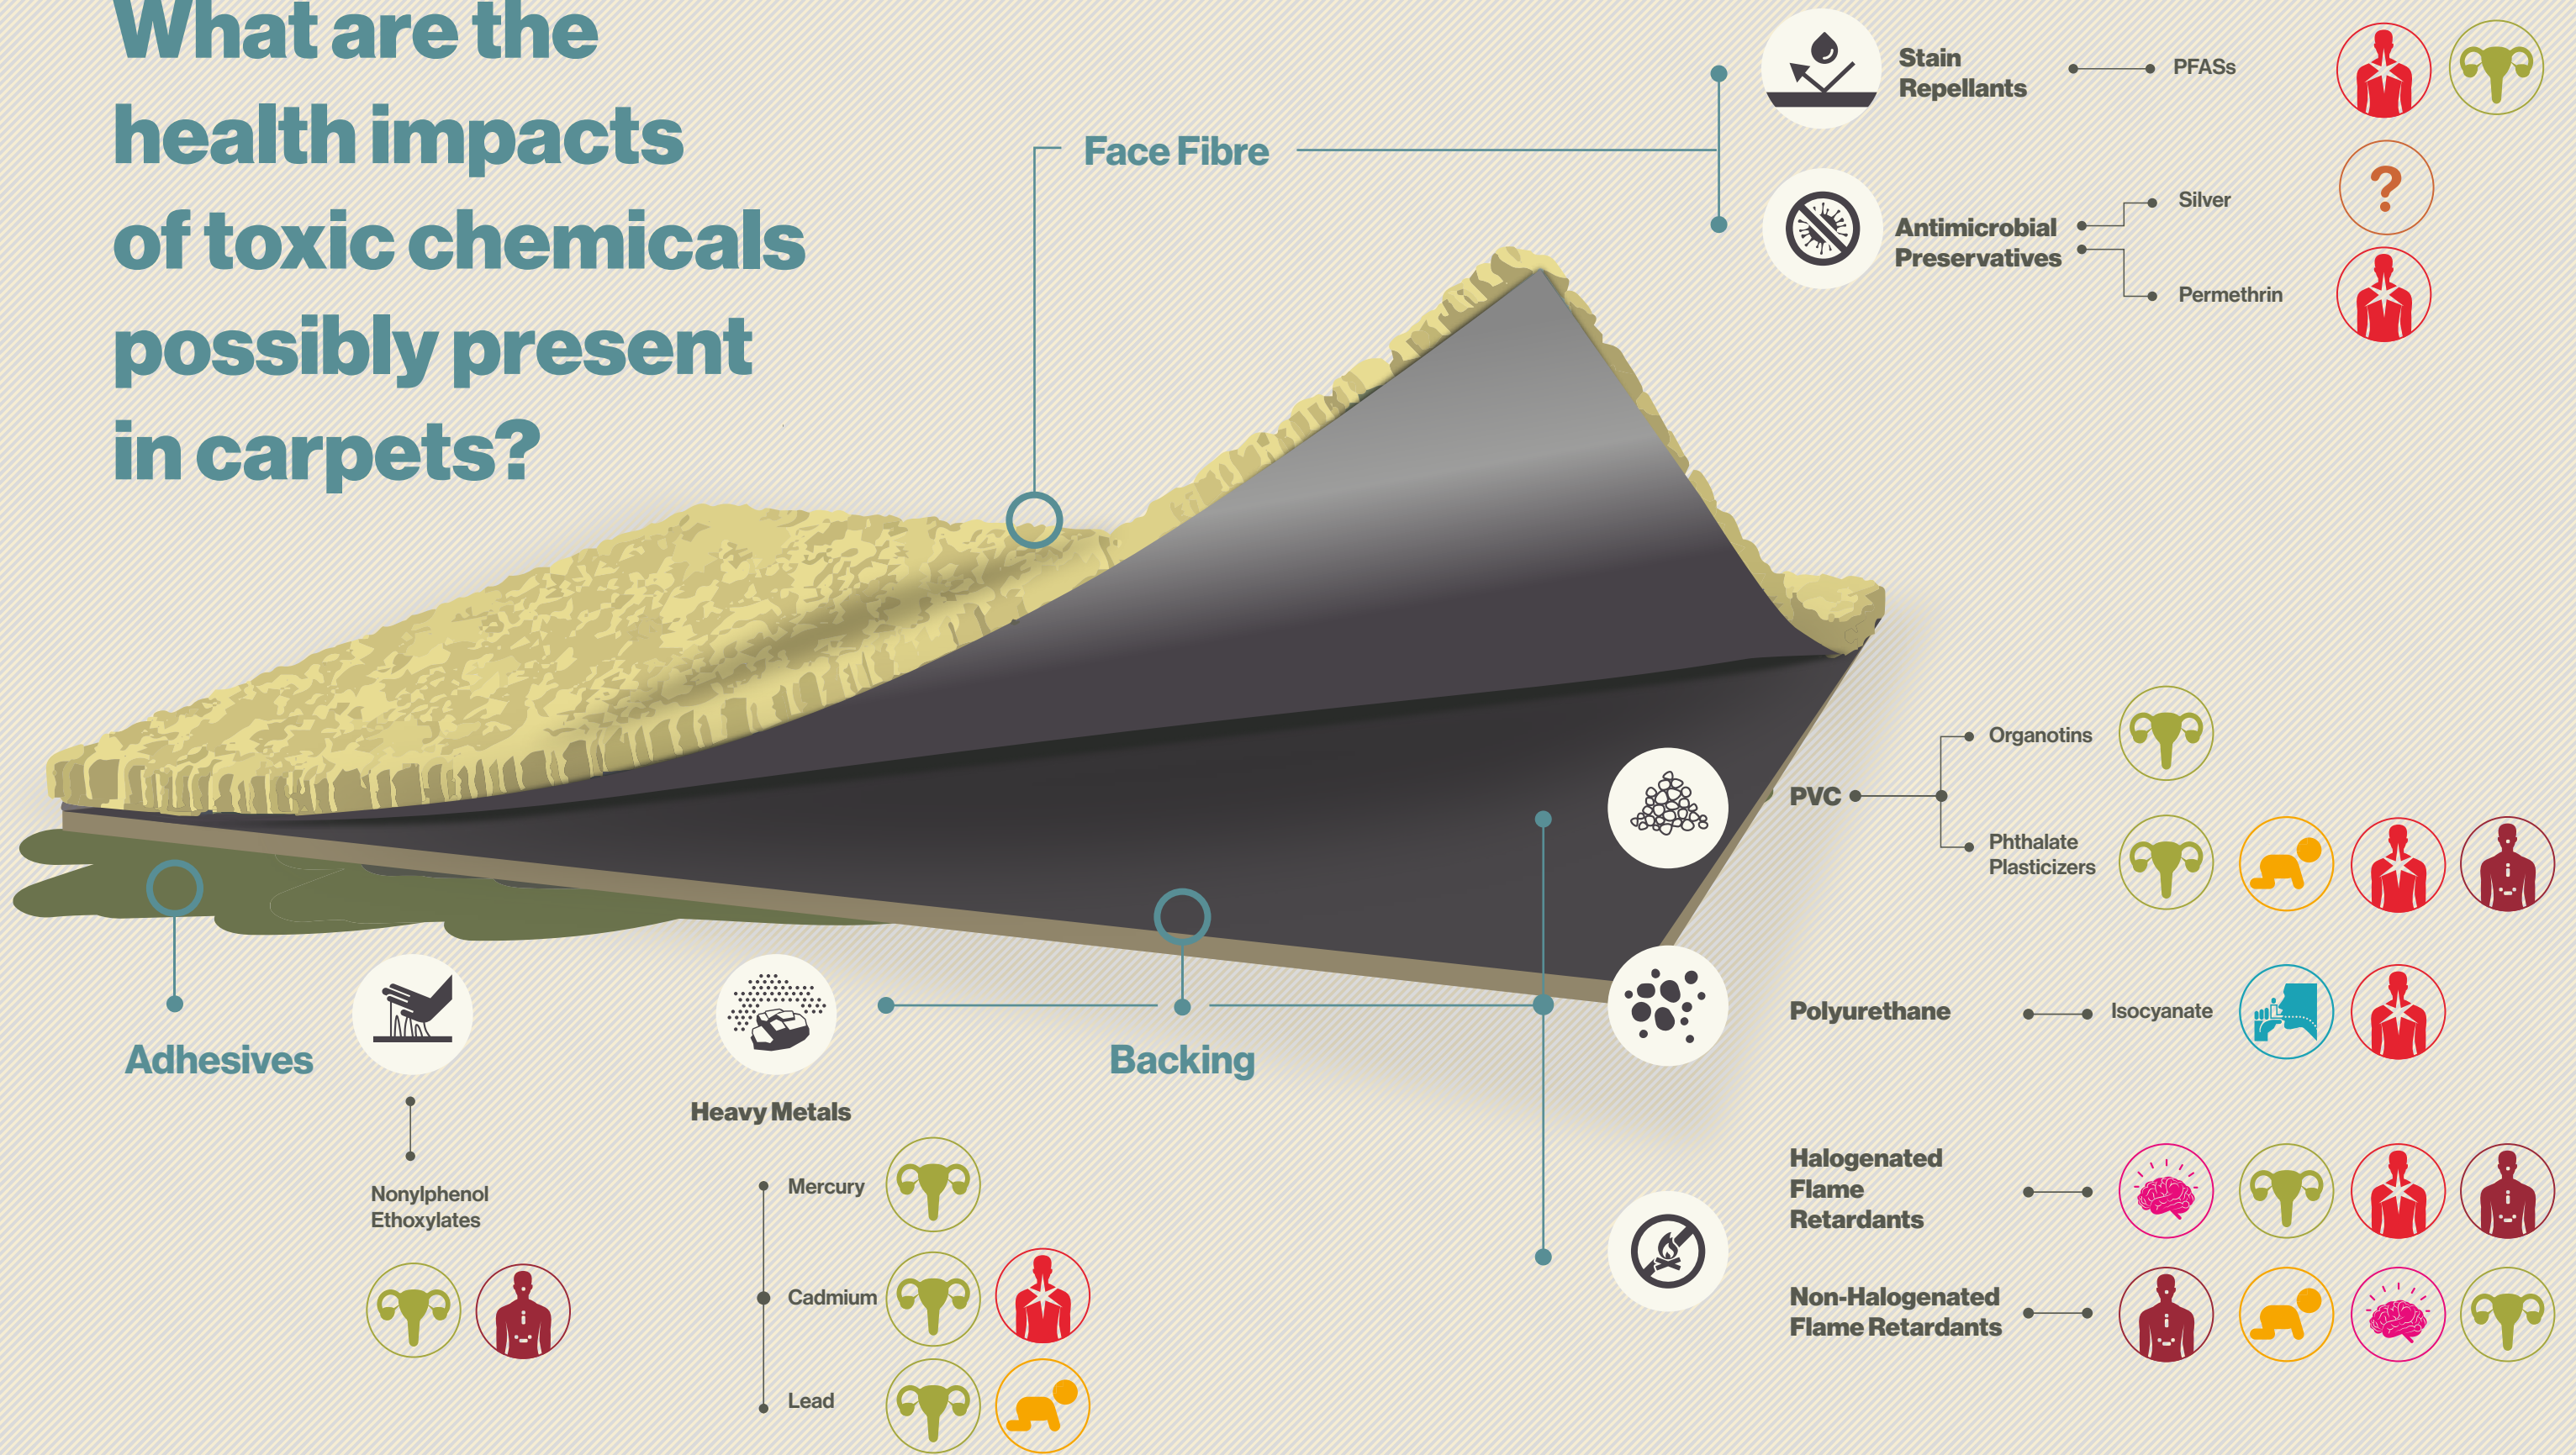 What are the
health impacts
of toxic chemicals
possibly present
in carpets?
Face Fibre
Stain
Repellants
PFASs
Antimicrobial
Preservatives
Silver
?
Permethrin
PVC
Organotins
Phthalate
Plasticizers
Polyurethane
Isocyanate
Halogenated
Flame
Retardants
Non-Halogenated
Flame Retardants
Backing
Heavy Metals
Mercury
Cadmium
Lead
Adhesives
Nonylphenol
Ethoxylates